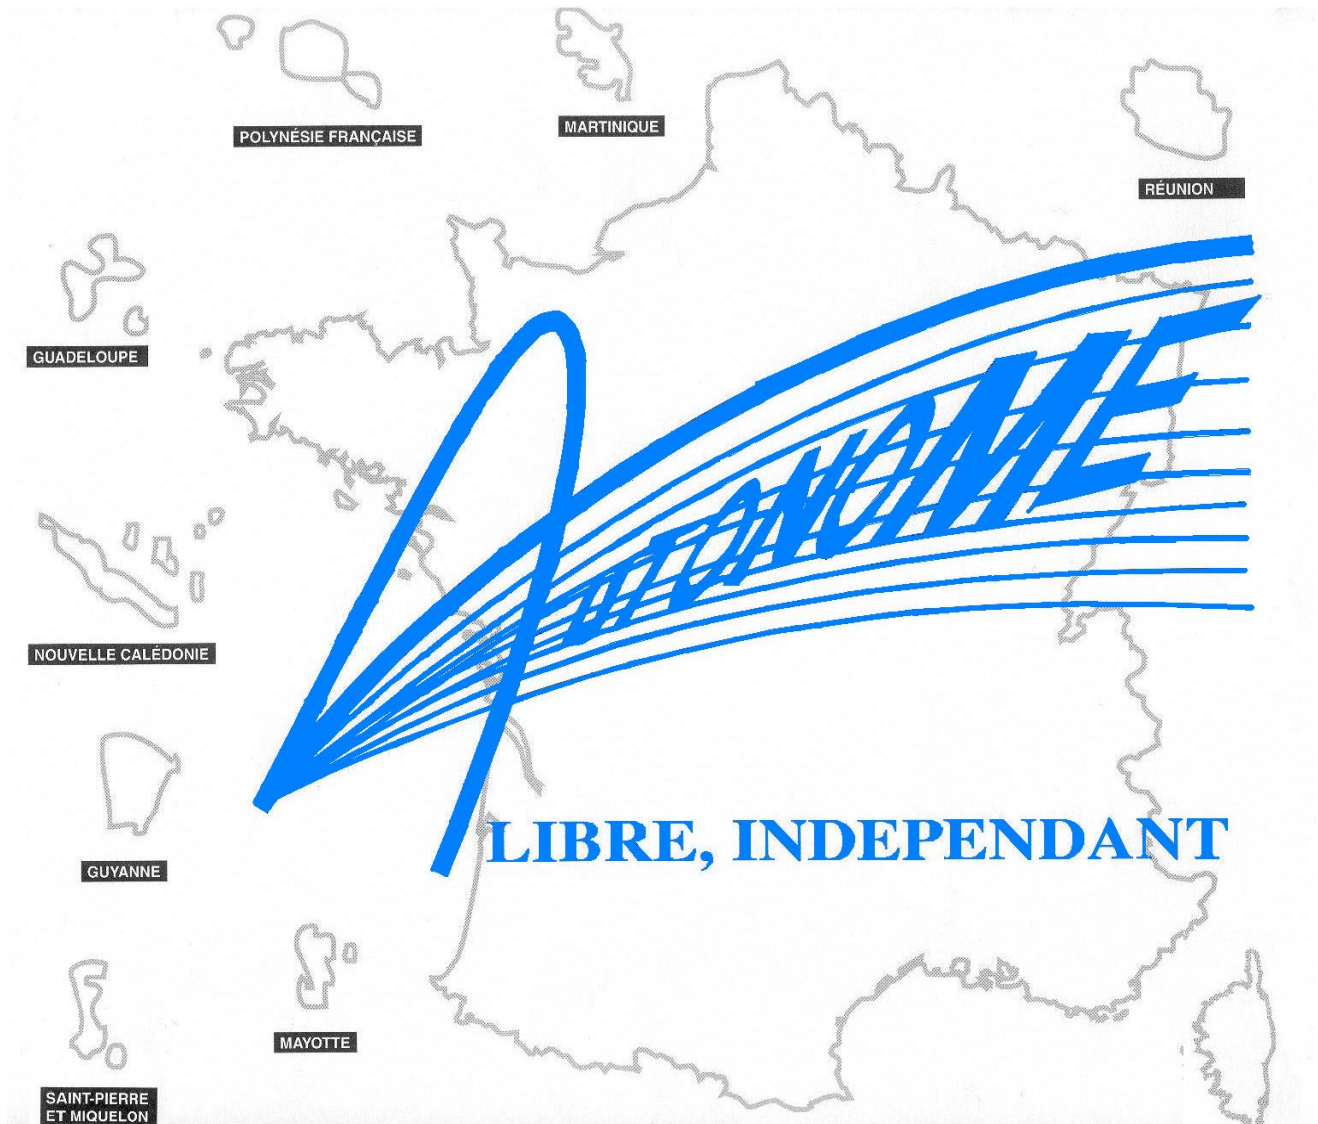 POLYNÉSIE FRANÇAISE
MARTINIQUE
RÉUNION
GUADELOUPE
AUTONOME
NOUVELLE CALÉDONIE
LIBRE, INDEPENDANT
GUYANNE
MAYOTTE
SAINT-PIERRE
ET MIQUELON